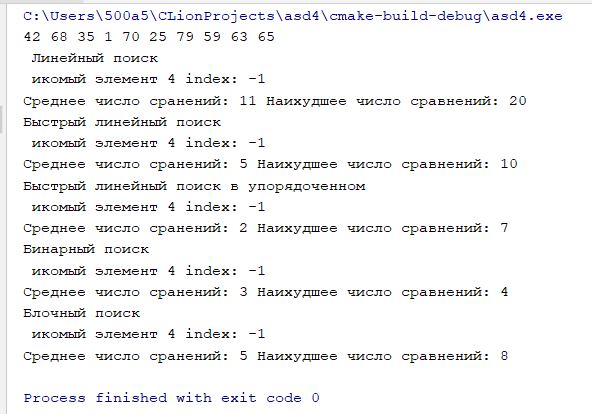 C:\Users\500a5\CLionProjects\asd4\cmake-build-debug\asd4.exe
42 68 35 1 70 25 79 59 63 65
Линейный поиск
икомый элемент 4 index: -1
Среднее число сранений: 11 Наихудшее число сравнений: 20
Быстрый линейный поиск
икомый элемент 4 index: -1
Среднее число сранений: 5 Наихудшее число сравнений: 10
Быстрый линейный поиск в упорядоченном
икомый элемент 4 index: -1
Среднее число сранений: 2 Наихудшее число сравнений: 7
Бинарный поиск
икомый элемент 4 index: -1
Среднее число сранений: 3 Наихудшее число сравнений: 4
Блочный поиск
икомый элемент 4 index: -1
Среднее число сранений: 5 Наихудшее число сравнений: 8
Process finished with exit code 0